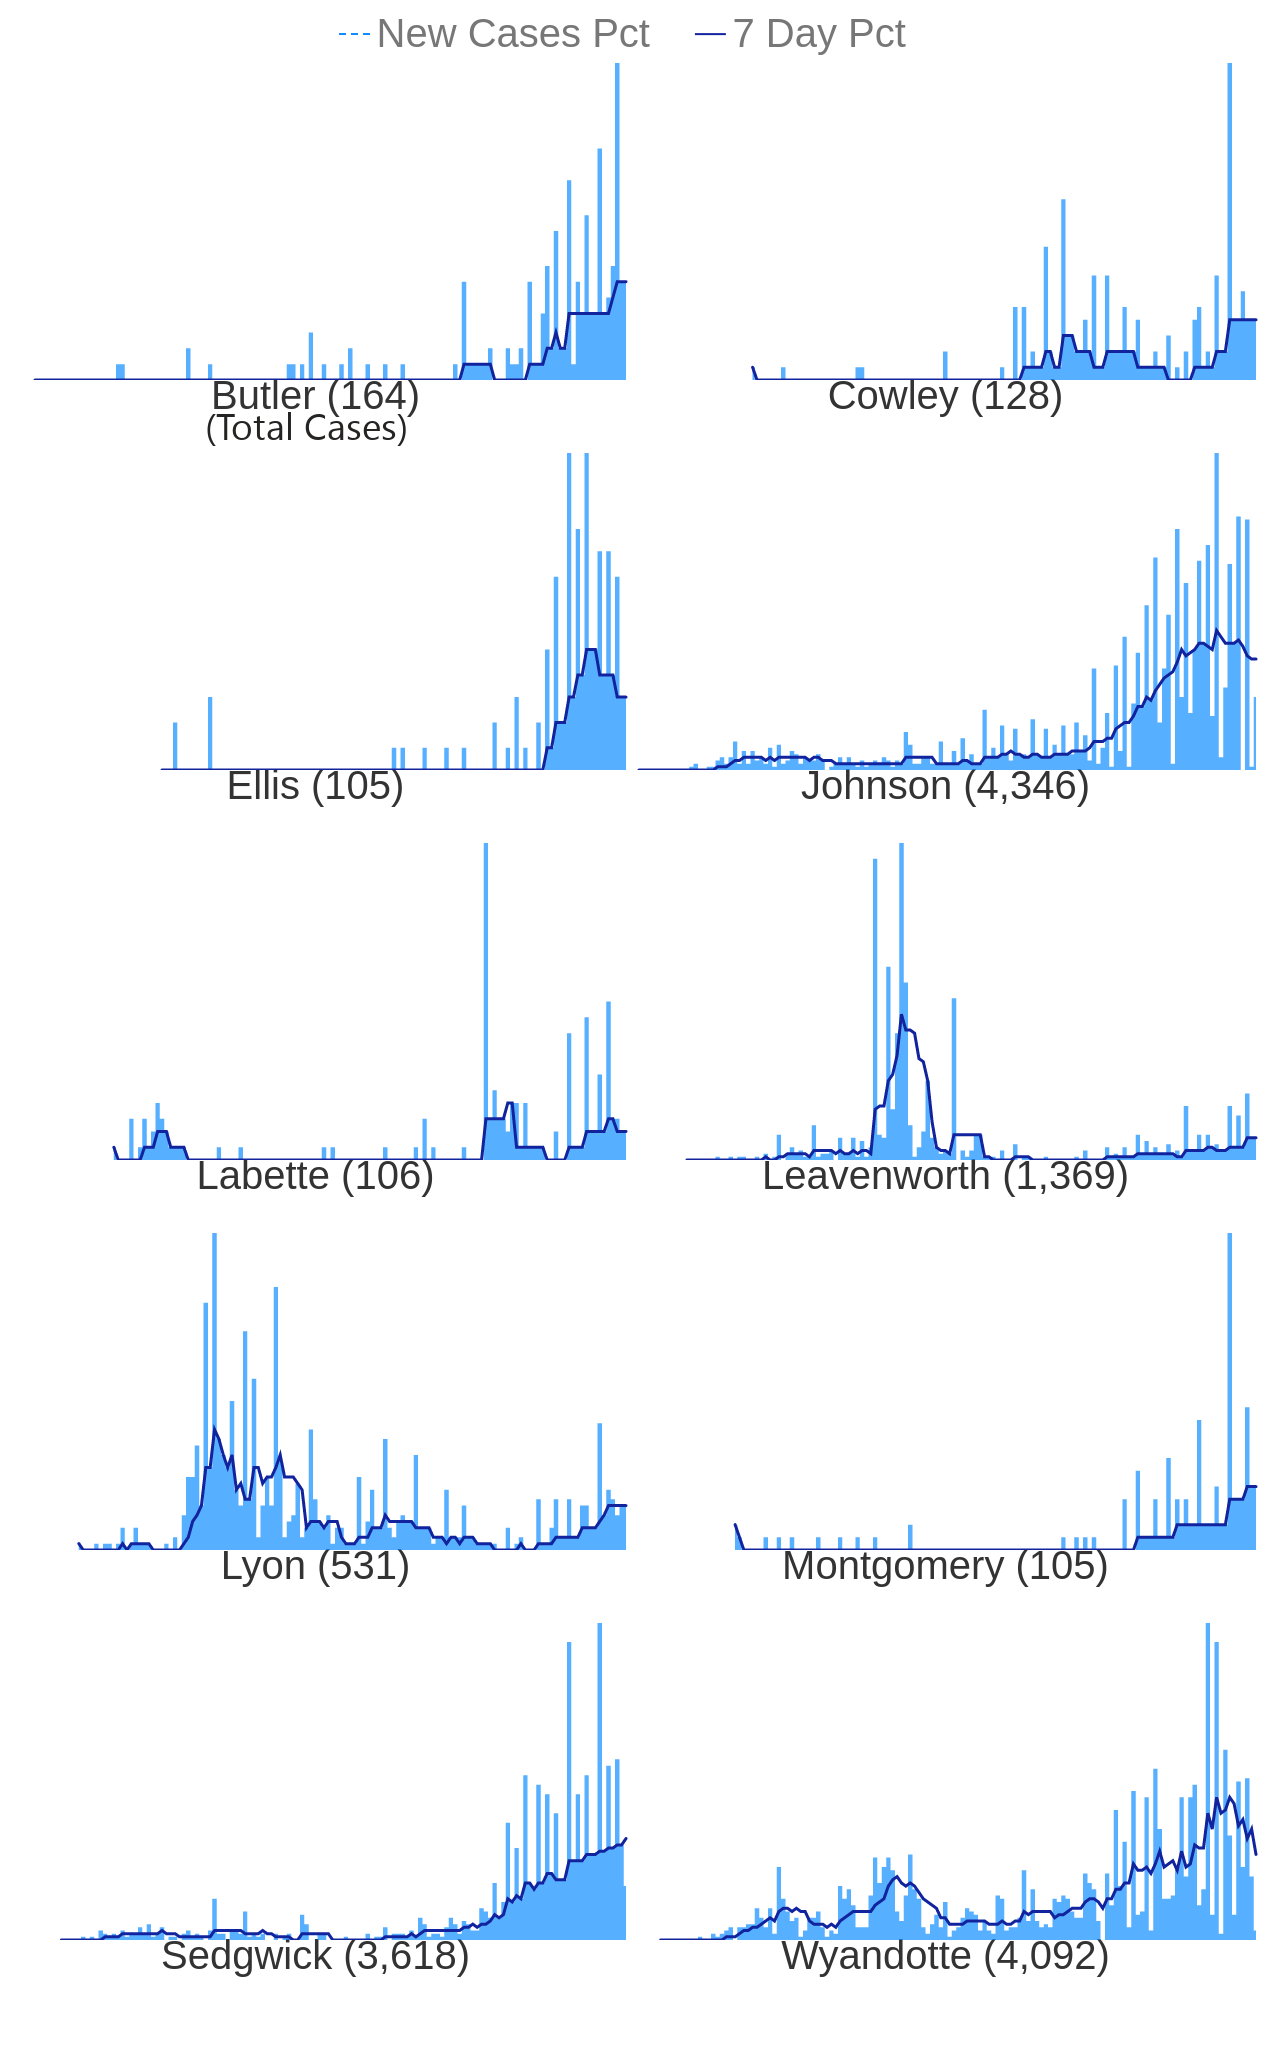 New Cases Pct 7 Day Pct
Butler (164) Cowley (128)
(Total Cases)
Ellis (105) Johnson (4,346)
Labette (106) Leavenworth (1,369)
Lyon (531) Montgomery (105)
Sedgwick (3,618) Wyandotte (4,092)